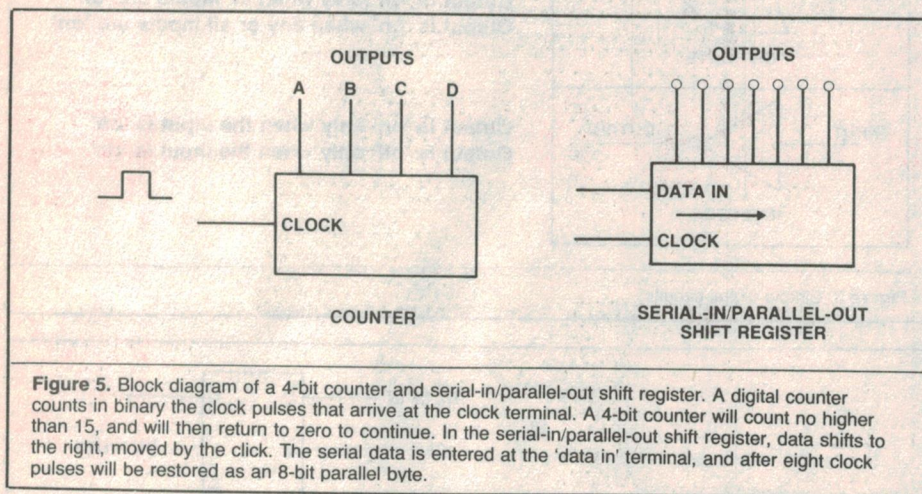 OUTPUTS
A B C D
CLOCK
COUNTER
OUTPUTS
DATA IN
CLOCK
SERIAL-IN/PARALLEL-OUT
SHIFT REGISTER
Figure 5. Block diagram of a 4-bit counter and serial-in/parallel-out shift register. A digital counter
counts in binary the clock pulses that arrive at the clock terminal. A 4-bit counter will count no higher
than 15, and will then return to zero to continue. In the serial-in/parallel-out shift register, data shifts to
the right, moved by the click. The serial data is entered at the 'data in' terminal, and after eight clock
pulses will be restored as an 8-bit parallel byte.